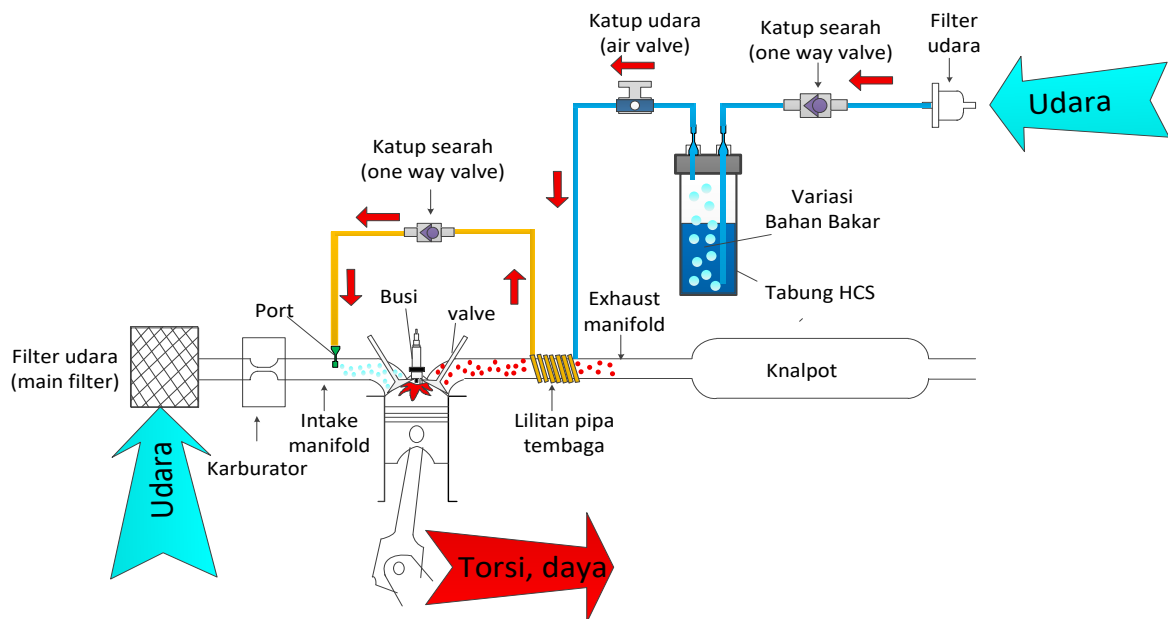 Katup udara
(air valve)
Katup searah
(one way valve)
Filter
udara
Udara
Katup searah
(one way valve)
Variasi
Bahan Bakar
Tabung HCS
Port
Busi
valve
Exhaust
manifold
Filter udara
(main filter)
Knalpot
Intake
manifold
Lilitan pipa
tembaga
Karburator
Udara
Torsi, daya